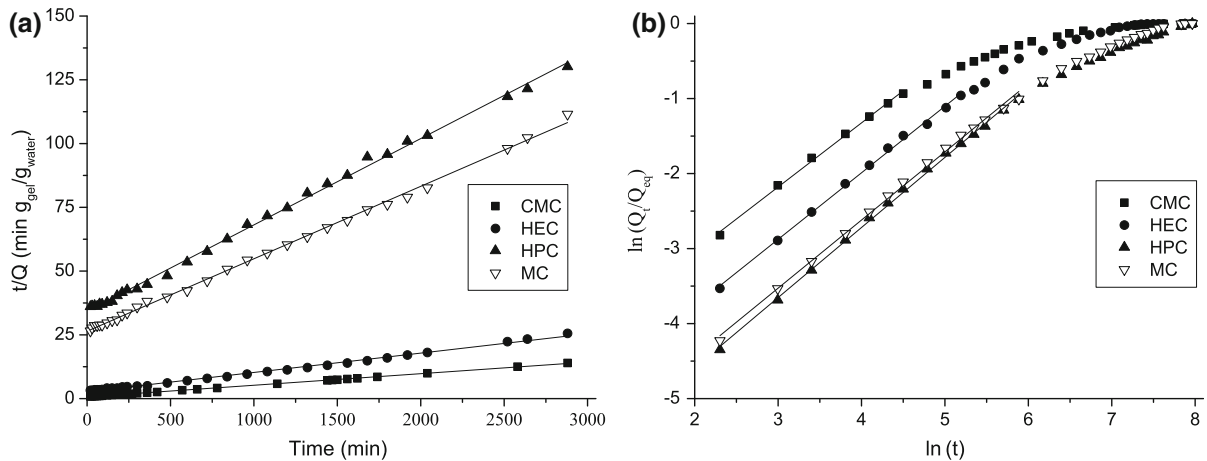 (a)
150
125
100
75
50
25
0
t/Q (min g_gel/g_water)
CMC
HEC
HPC
MC
0 500 1000 1500 2000 2500 3000
Time (min)
(b)
0
-1
-2
-3
-4
-5
ln (Q_t/Q_eq)
CMC
HEC
HPC
MC
2 3 4 5 6 7 8
ln (t)